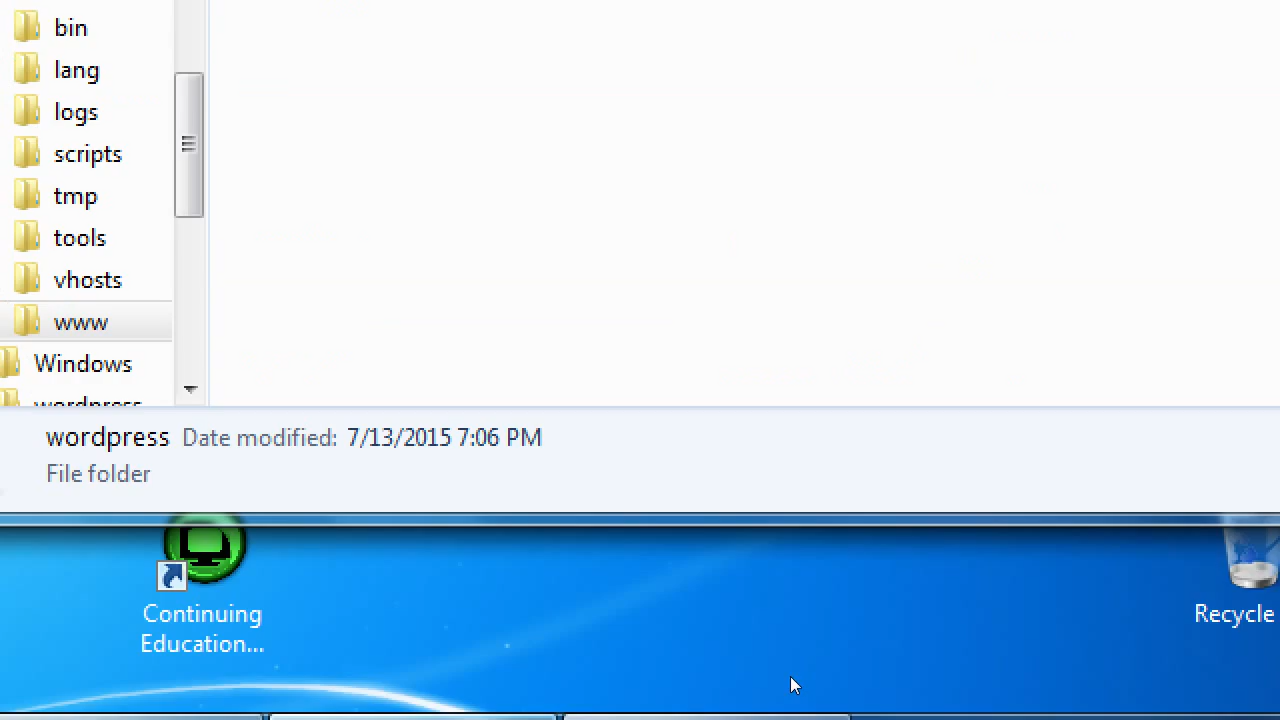 bin
lang
logs
scripts
tmp
tools
vhosts
www
Windows
wordpress
wordpress Date modified: 7/13/2015 7:06 PM
File folder
Continuing
Education...
Recycle